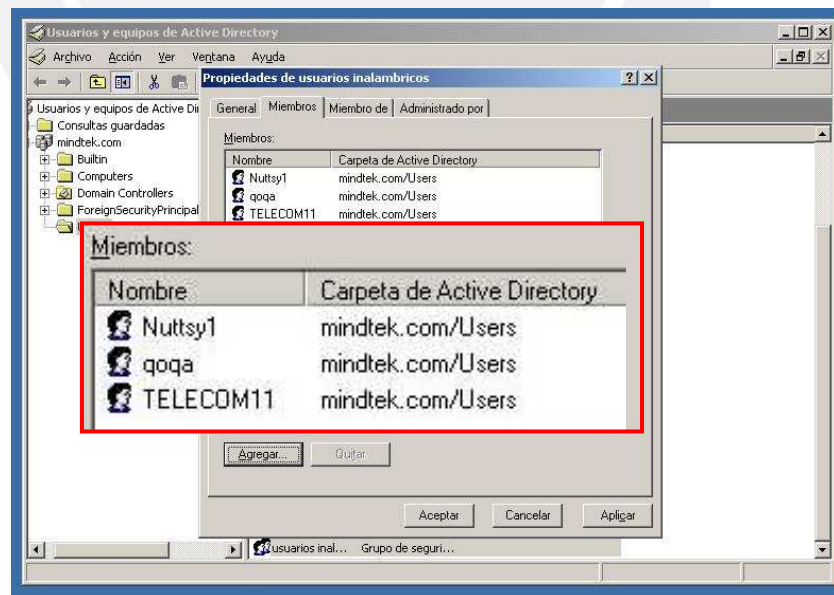 Usuarios y equipos de Active Directory
Archivo Acción Ver Ventana Ayuda
Propiedades de usuarios inalambricos
Usuarios y equipos de Active Di
Consultas guardadas
mindtek.com
Builtin
Computers
Domain Controllers
ForeignSecurityPrincipal
General Miembros Miembro de Administrado por
Miembros:
Nombre Carpeta de Active Directory
Nuttsy1 mindtek.com/Users
qoqa mindtek.com/Users
TELECOM11 mindtek.com/Users
Miembros:
Nombre Carpeta de Active Directory
Nuttsy1 mindtek.com/Users
qoqa mindtek.com/Users
TELECOM11 mindtek.com/Users
Agregar... Quitar
Aceptar Cancelar Aplicar
usuarios inal... Grupo de seguri...